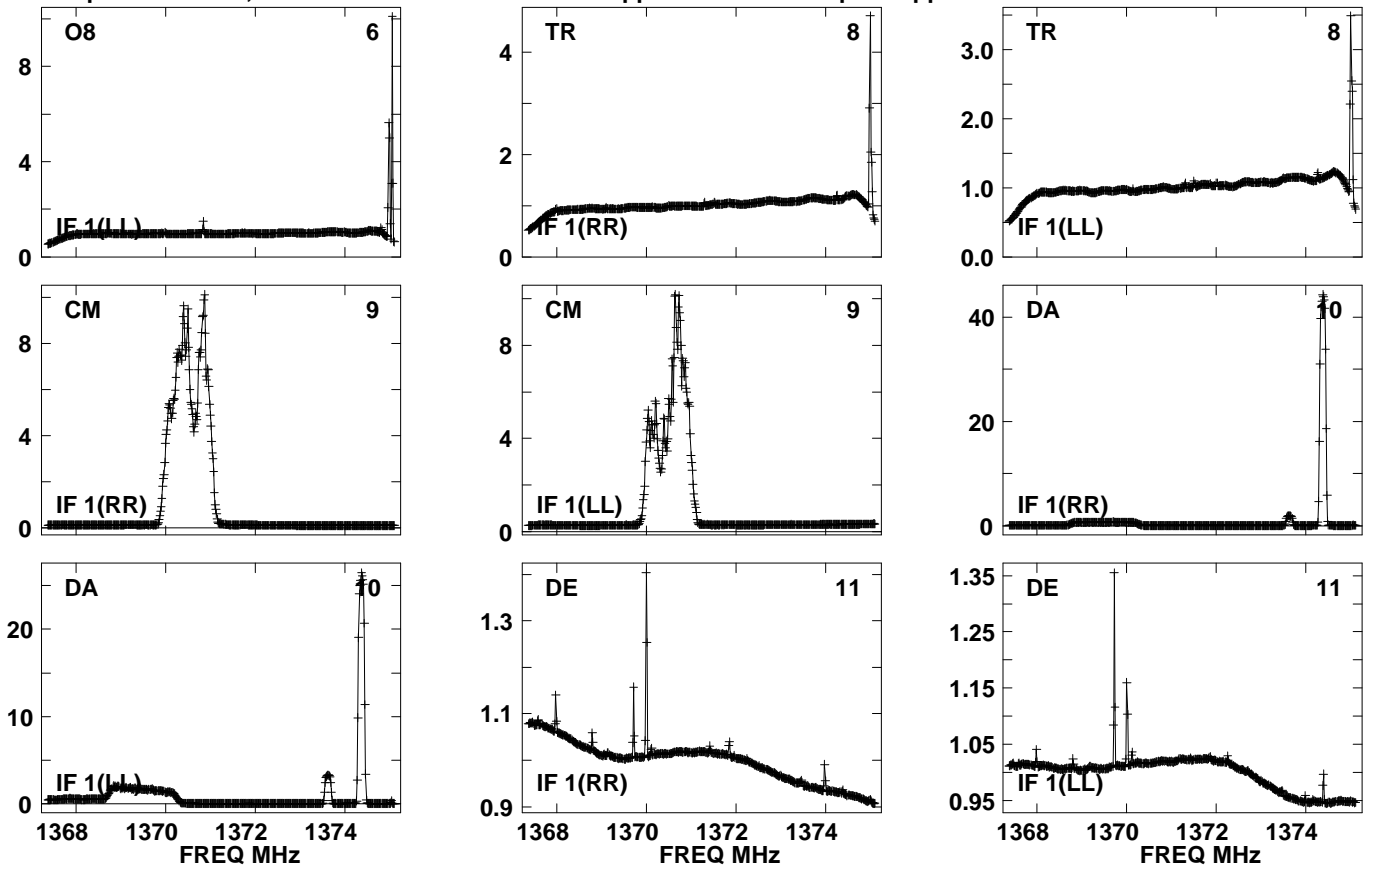 O8 6
8
4
0
IF 1(LL)
TR 8
4
2
0
IF 1(RR)
TR 8
3.0
2.0
1.0
0.0
IF 1(LL)
CM 9
8
4
0
IF 1(RR)
CM 9
8
4
0
IF 1(LL)
DA 10
40
20
0
IF 1(RR)
DA 10
20
10
0
IF 1(LL)
1368 1370 1372 1374
FREQ MHz
DE 11
1.3
1.1
0.9
IF 1(RR)
1368 1370 1372 1374
FREQ MHz
DE 11
1.35
1.25
1.15
1.05
0.95
IF 1(LL)
1368 1370 1372 1374
FREQ MHz